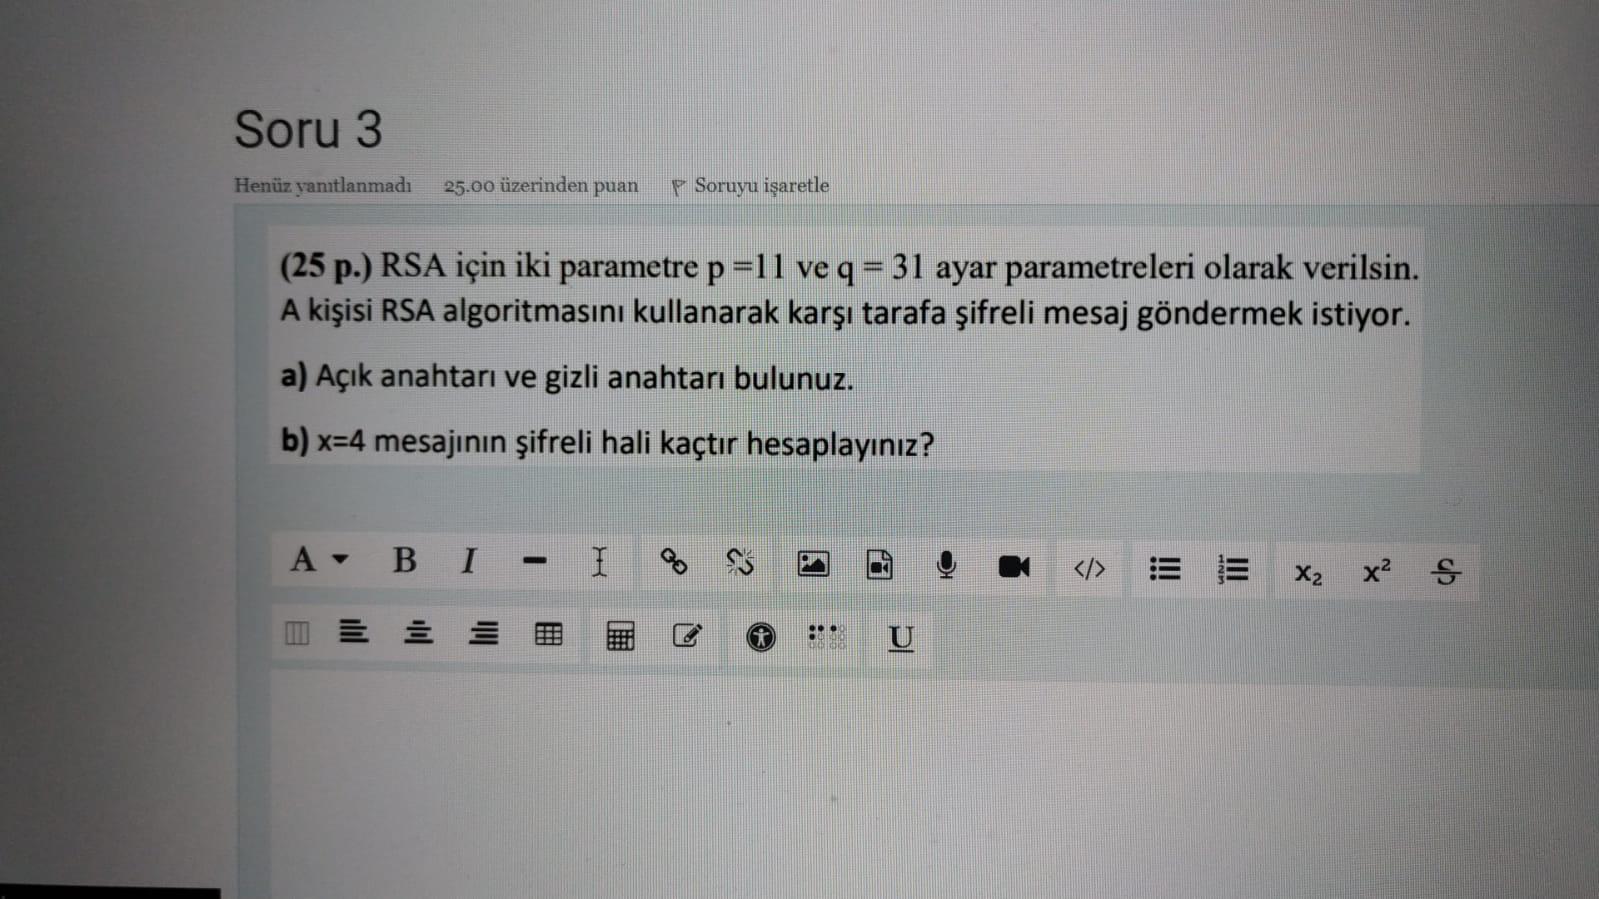 Soru 3
Henüz yanıtlanmadı 25.00 üzerinden puan Soruyu işaretle
(25 p.) RSA için iki parametre p =11 ve q = 31 ayar parametreleri olarak verilsin.
A kişisi RSA algoritmasını kullanarak karşı tarafa şifreli mesaj göndermek istiyor.
a) Açık anahtarı ve gizli anahtarı bulunuz.
b) x=4 mesajının şifreli hali kaçtır hesaplayınız?
A B I </> x₂ x² S
U